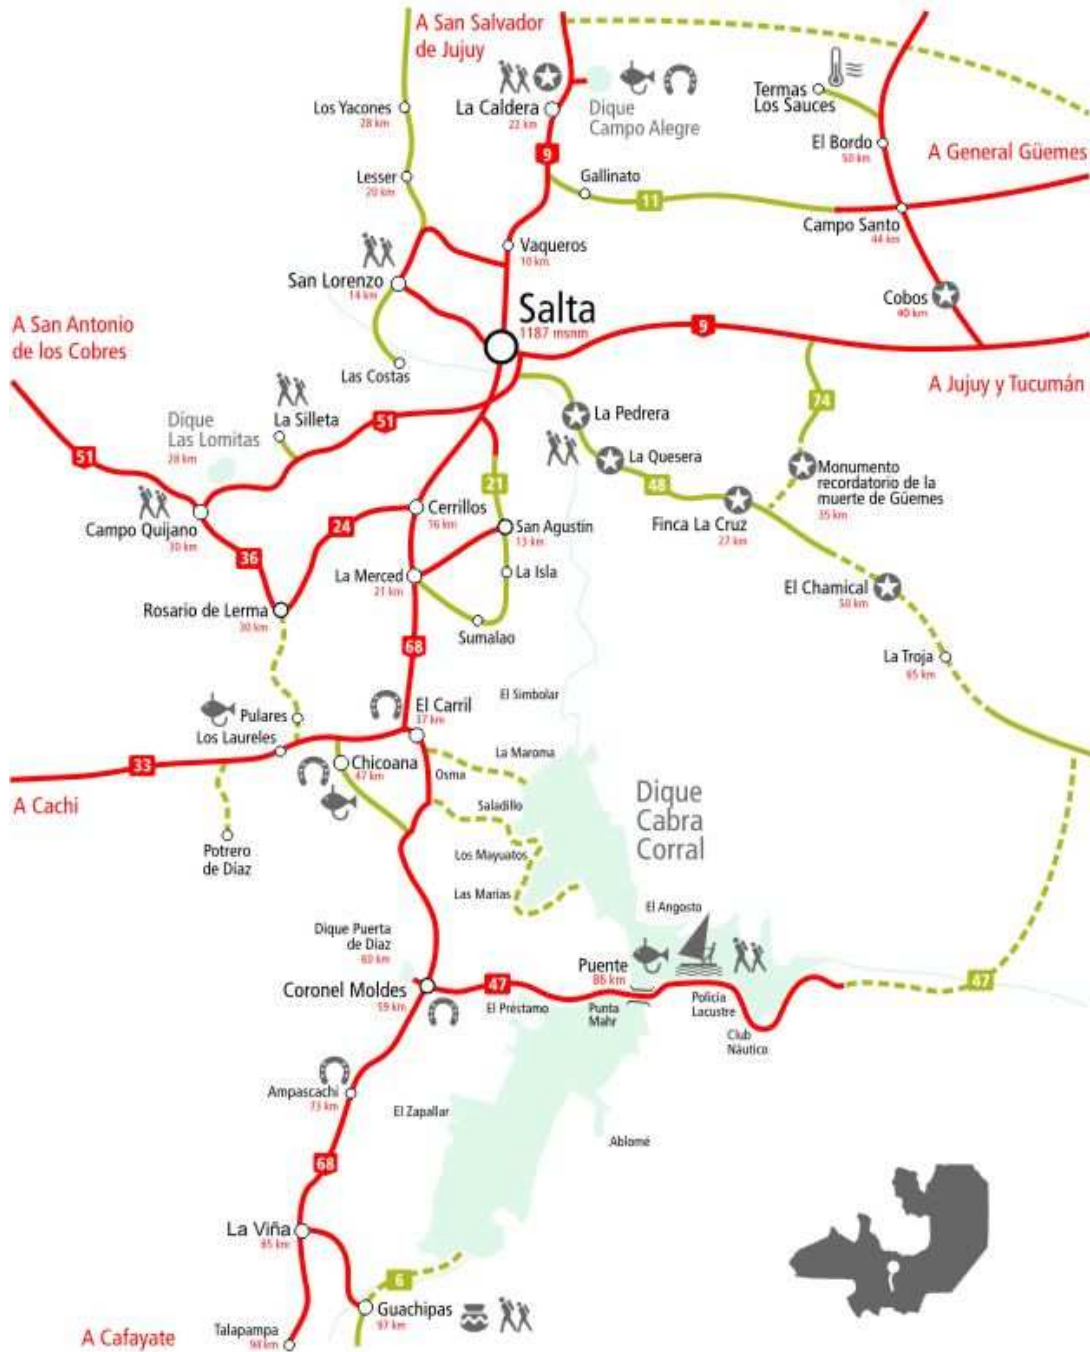 A San Salvador
de Jujuy
Los Yacones
28 km
La Caldera
22 km
Dique
Campo Alegre
Termas
Los Sauces
El Bordo
50 km
A General Güemes
9
Lesser
20 km
Gallinato
11
Campo Santo
44 km
Vaqueros
10 km
San Lorenzo
14 km
Cobos
40 km
Salta
1187 msnm
9
A San Antonio
de los Cobres
Las Costas
A Jujuy y Tucumán
74
Dique
Las Lomitas
28 km
La Silleta
51
La Pedrera
51
La Quesera
Monumento
recordatorio de la
muerte de Güemes
35 km
21
48
Campo Quijano
30 km
24
Cerrillos
16 km
San Agustín
13 km
Finca La Cruz
27 km
36
La Merced
21 km
La Isla
El Chamical
50 km
Rosario de Lerma
30 km
Sumalao
68
La Troja
65 km
El Simbolar
Pulares
El Carril
37 km
Los Laureles
33
Chicoana
47 km
Osma
La Maroma
A Cachi
Saladillo
Dique
Cabra
Corral
Potrero
de Díaz
Los Mayuatos
Las Marias
El Angosto
Dique Puerta
de Díaz
60 km
Puente
86 km
Coronel Moldes
59 km
47
47
El Préstamo
Punta
Mahr
Policía
Lacustre
Club
Náutico
Ampascachi
73 km
El Zapallar
Ablomé
68
La Viña
85 km
6
Guachipas
97 km
Talapampa
94 km
A Cafayate